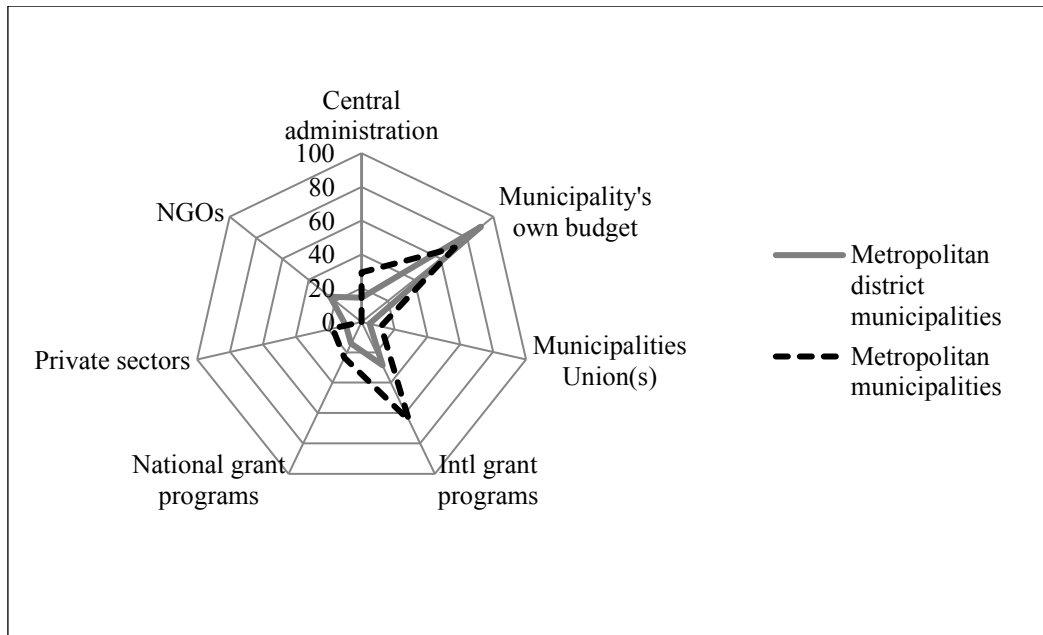 Central
administration
100
80
60
40
20
0
Municipality's
own budget
Municipalities
Union(s)
Intl grant
programs
National grant
programs
Private sectors
NGOs
Metropolitan
district
municipalities
Metropolitan
municipalities